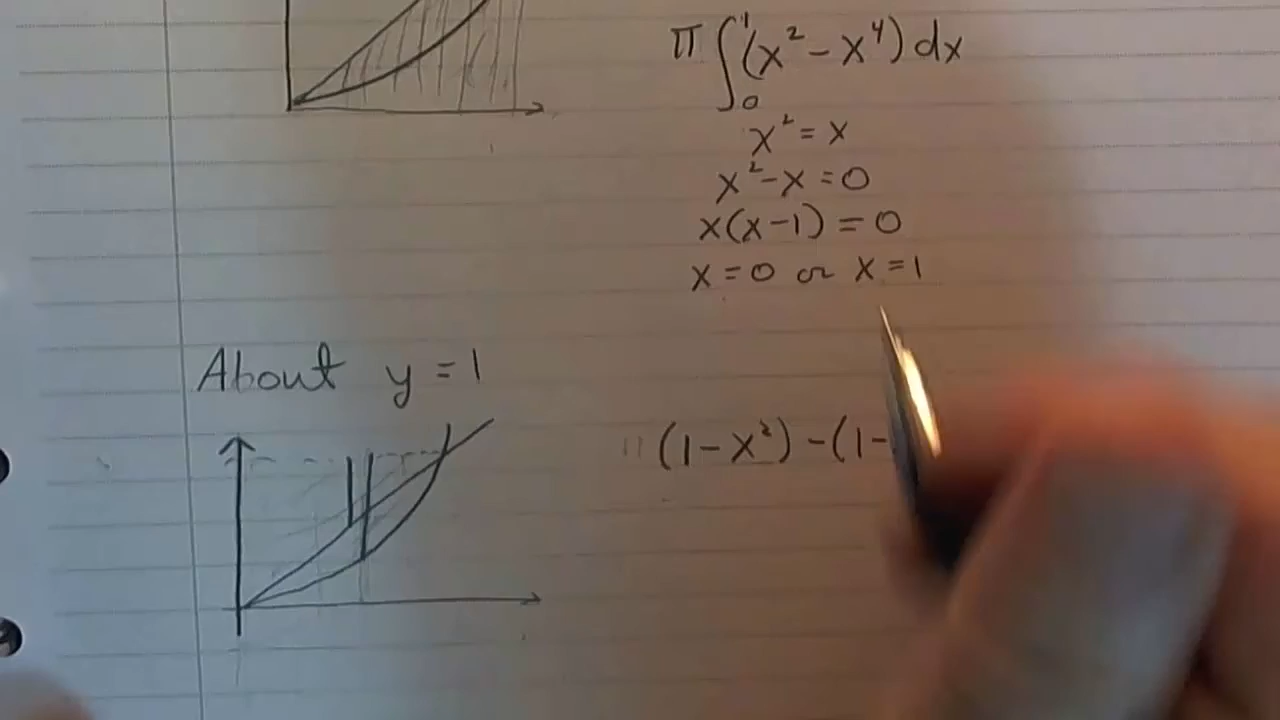 π ∫₀¹ (x² - x⁴) dx
x² = x
x² - x = 0
x(x-1) = 0
x = 0 or x = 1
About y = 1
(1-x²) - (1-